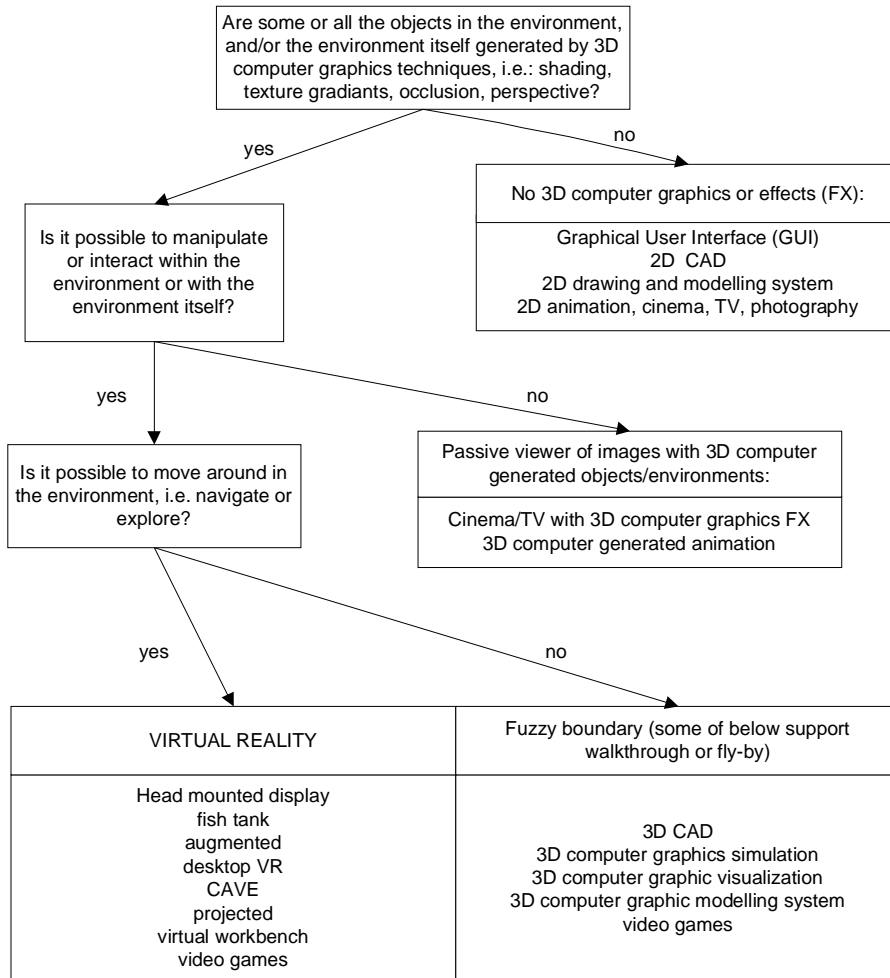 Are some or all the objects in the environment,
and/or the environment itself generated by 3D
computer graphics techniques, i.e.: shading,
texture gradiants, occlusion, perspective?
yes
no
No 3D computer graphics or effects (FX):
Graphical User Interface (GUI)
2D CAD
2D drawing and modelling system
2D animation, cinema, TV, photography
Is it possible to manipulate
or interact within the
environment or with the
environment itself?
yes
no
Passive viewer of images with 3D computer
generated objects/environments:
Cinema/TV with 3D computer graphics FX
3D computer generated animation
Is it possible to move around in
the environment, i.e. navigate or
explore?
yes
no
VIRTUAL REALITY
Head mounted display
fish tank
augmented
desktop VR
CAVE
projected
virtual workbench
video games
Fuzzy boundary (some of below support
walkthrough or fly-by)
3D CAD
3D computer graphics simulation
3D computer graphic visualization
3D computer graphic modelling system
video games